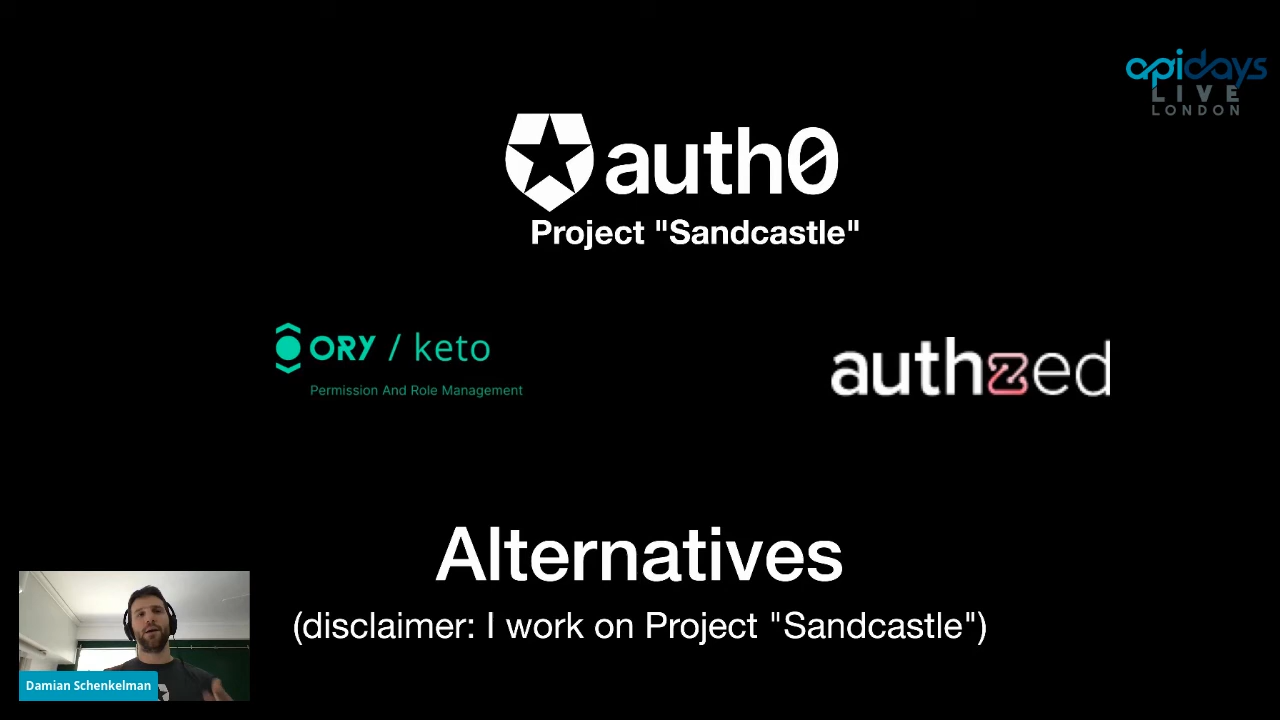 apidays
LIVE
LONDON
auth0
Project "Sandcastle"
ORY / keto
Permission And Role Management
authzed
Alternatives
(disclaimer: I work on Project "Sandcastle")
Damian Schenkelman